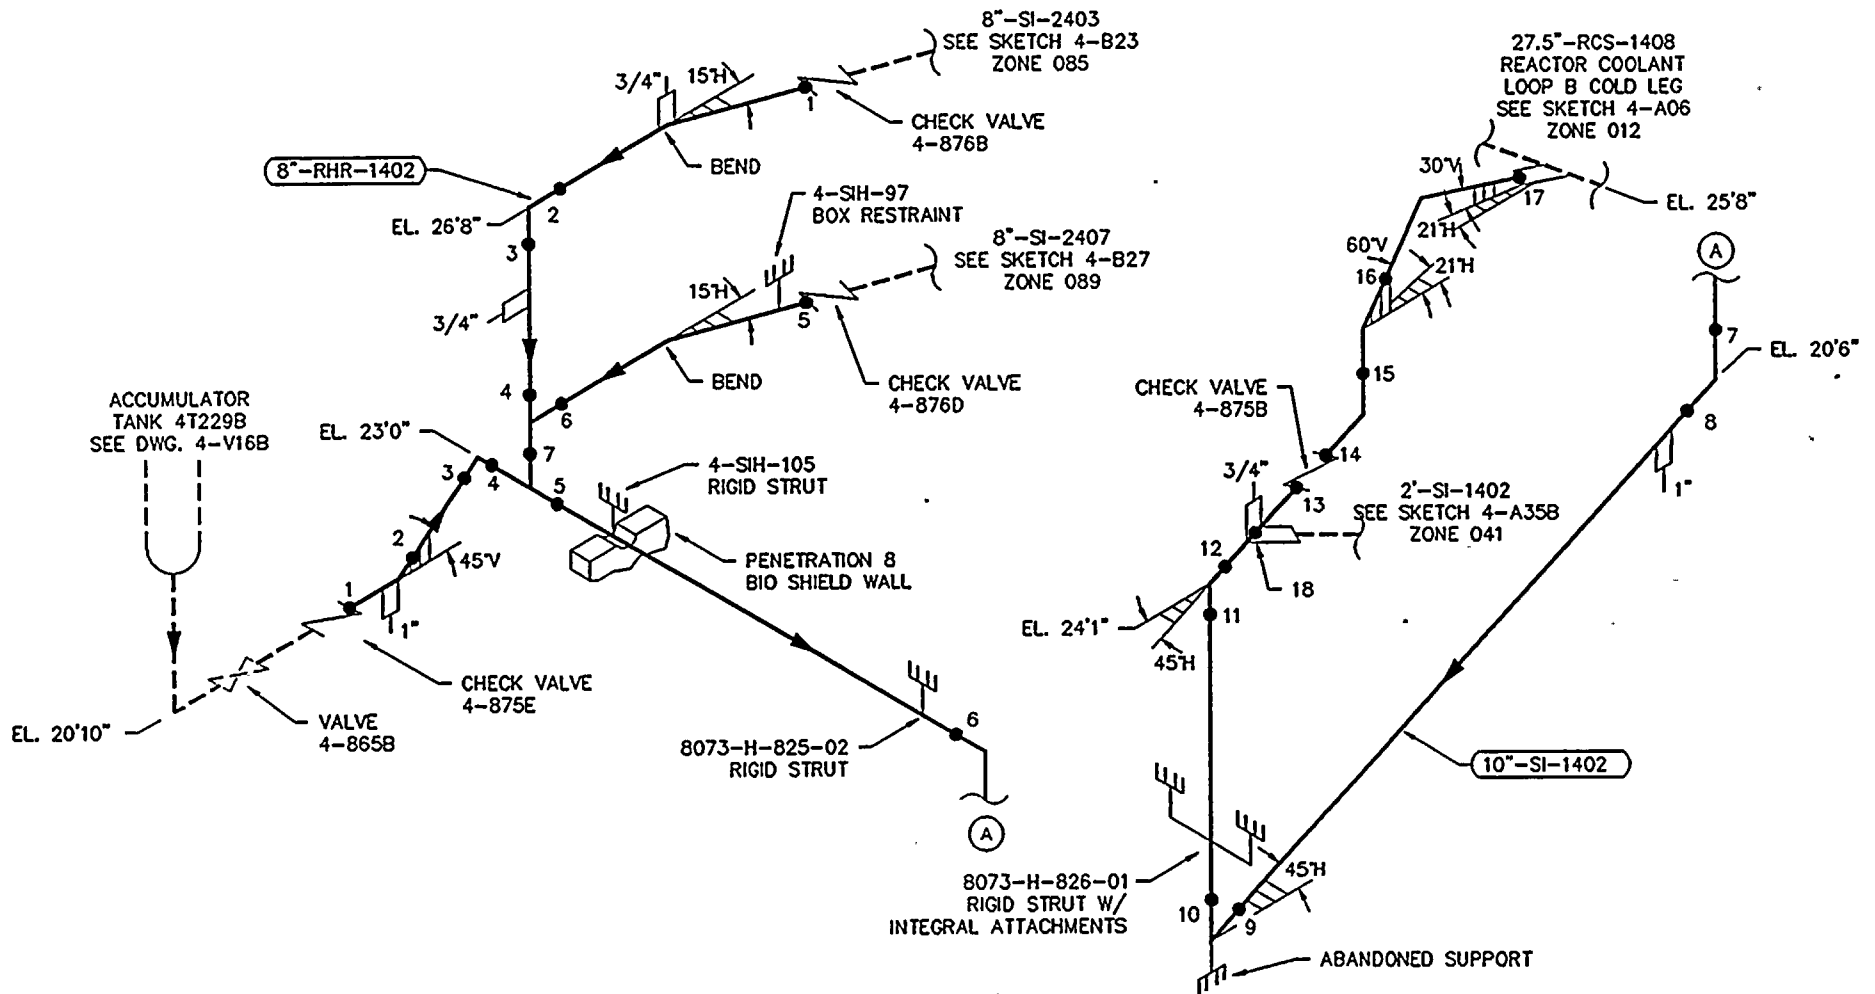 8"-SI-2403
SEE SKETCH 4-B23
ZONE 085
3/4"
15°H
1
CHECK VALVE
4-876B
BEND
8"-RHR-1402
2
EL. 26'8"
3
4-SIH-97
BOX RESTRAINT
8"-SI-2407
SEE SKETCH 4-B27
ZONE 089
15°H
5
3/4"
BEND
CHECK VALVE
4-876D
4
6
7
ACCUMULATOR
TANK 4T229B
SEE DWG. 4-V16B
EL. 23'0"
3
4
5
4-SIH-105
RIGID STRUT
PENETRATION 8
BIO SHIELD WALL
2
45°V
1
1"
CHECK VALVE
4-875E
VALVE
4-865B
EL. 20'10"
8073-H-825-02
RIGID STRUT
6
A
27.5"-RCS-1408
REACTOR COOLANT
LOOP B COLD LEG
SEE SKETCH 4-A06
ZONE 012
30°V
17
EL. 25'8"
21°H
60°V
21°H
16
A
7
EL. 20'6"
15
CHECK VALVE
4-875B
8
14
3/4"
13
1"
2'-SI-1402
SEE SKETCH 4-A35B
ZONE 041
12
18
11
EL. 24'1"
45°H
10"-SI-1402
8073-H-826-01
RIGID STRUT W/
INTEGRAL ATTACHMENTS
45°H
10
9
ABANDONED SUPPORT